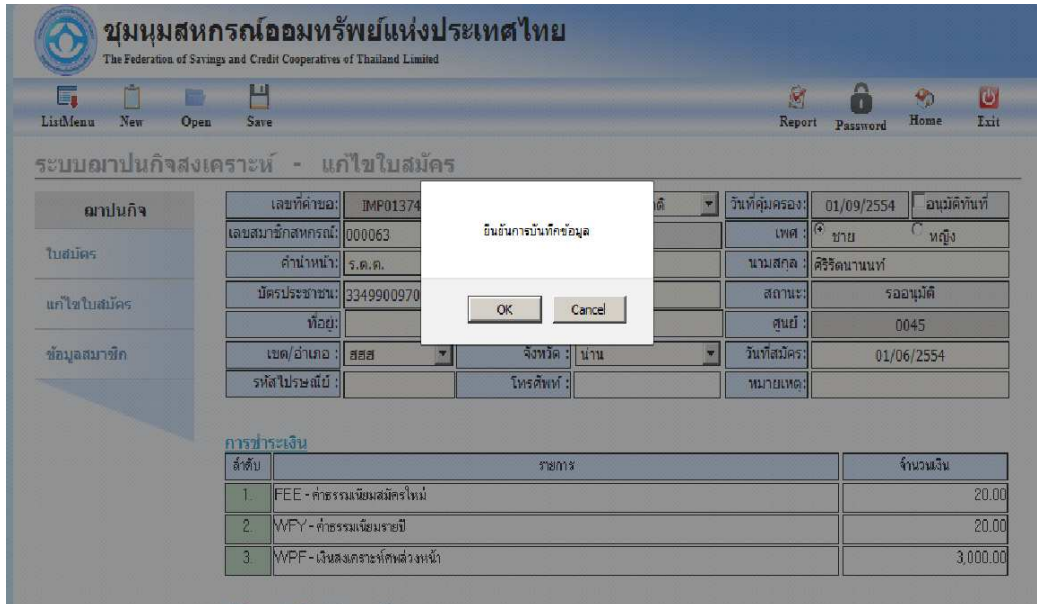 ชุมนุมสหกรณ์ออมทรัพย์แห่งประเทศไทย
The Federation of Savings and Credit Cooperatives of Thailand Limited
ListMenu New Open Save Report Password Home Exit
ระบบฌาปนกิจสงเคราะห์ - แก้ไขใบสมัคร
ฌาปนกิจ
ใบสมัคร
แก้ไขใบสมัคร
ข้อมูลสมาชิก
เลขที่คำขอ: IMP01374 วันที่คุ้มครอง: 01/09/2554 อนุมัติทันที
เลขสมาชิกสหกรณ์: 000063 เพศ : ชาย หญิง
คำนำหน้า: ร.ต.ต. นามสกุล : ศิริรัตนานนท์
บัตรประชาชน: 3349900970 สถานะ: รออนุมัติ
ที่อยู่: ศูนย์ : 0045
เขต/อำเภอ : สสส จังหวัด : น่าน วันที่สมัคร: 01/06/2554
รหัสไปรษณีย์ : โทรศัพท์ : หมายเหตุ:
ยืนยันการบันทึกข้อมูล
OK Cancel
การชำระเงิน
ลำดับ รายการ จำนวนเงิน
1. FEE - ค่าธรรมเนียมสมัครใหม่ 20.00
2. WFY - ค่าธรรมเนียมรายปี 20.00
3. WPF - เงินสงเคราะห์ศพล่วงหน้า 3,000.00